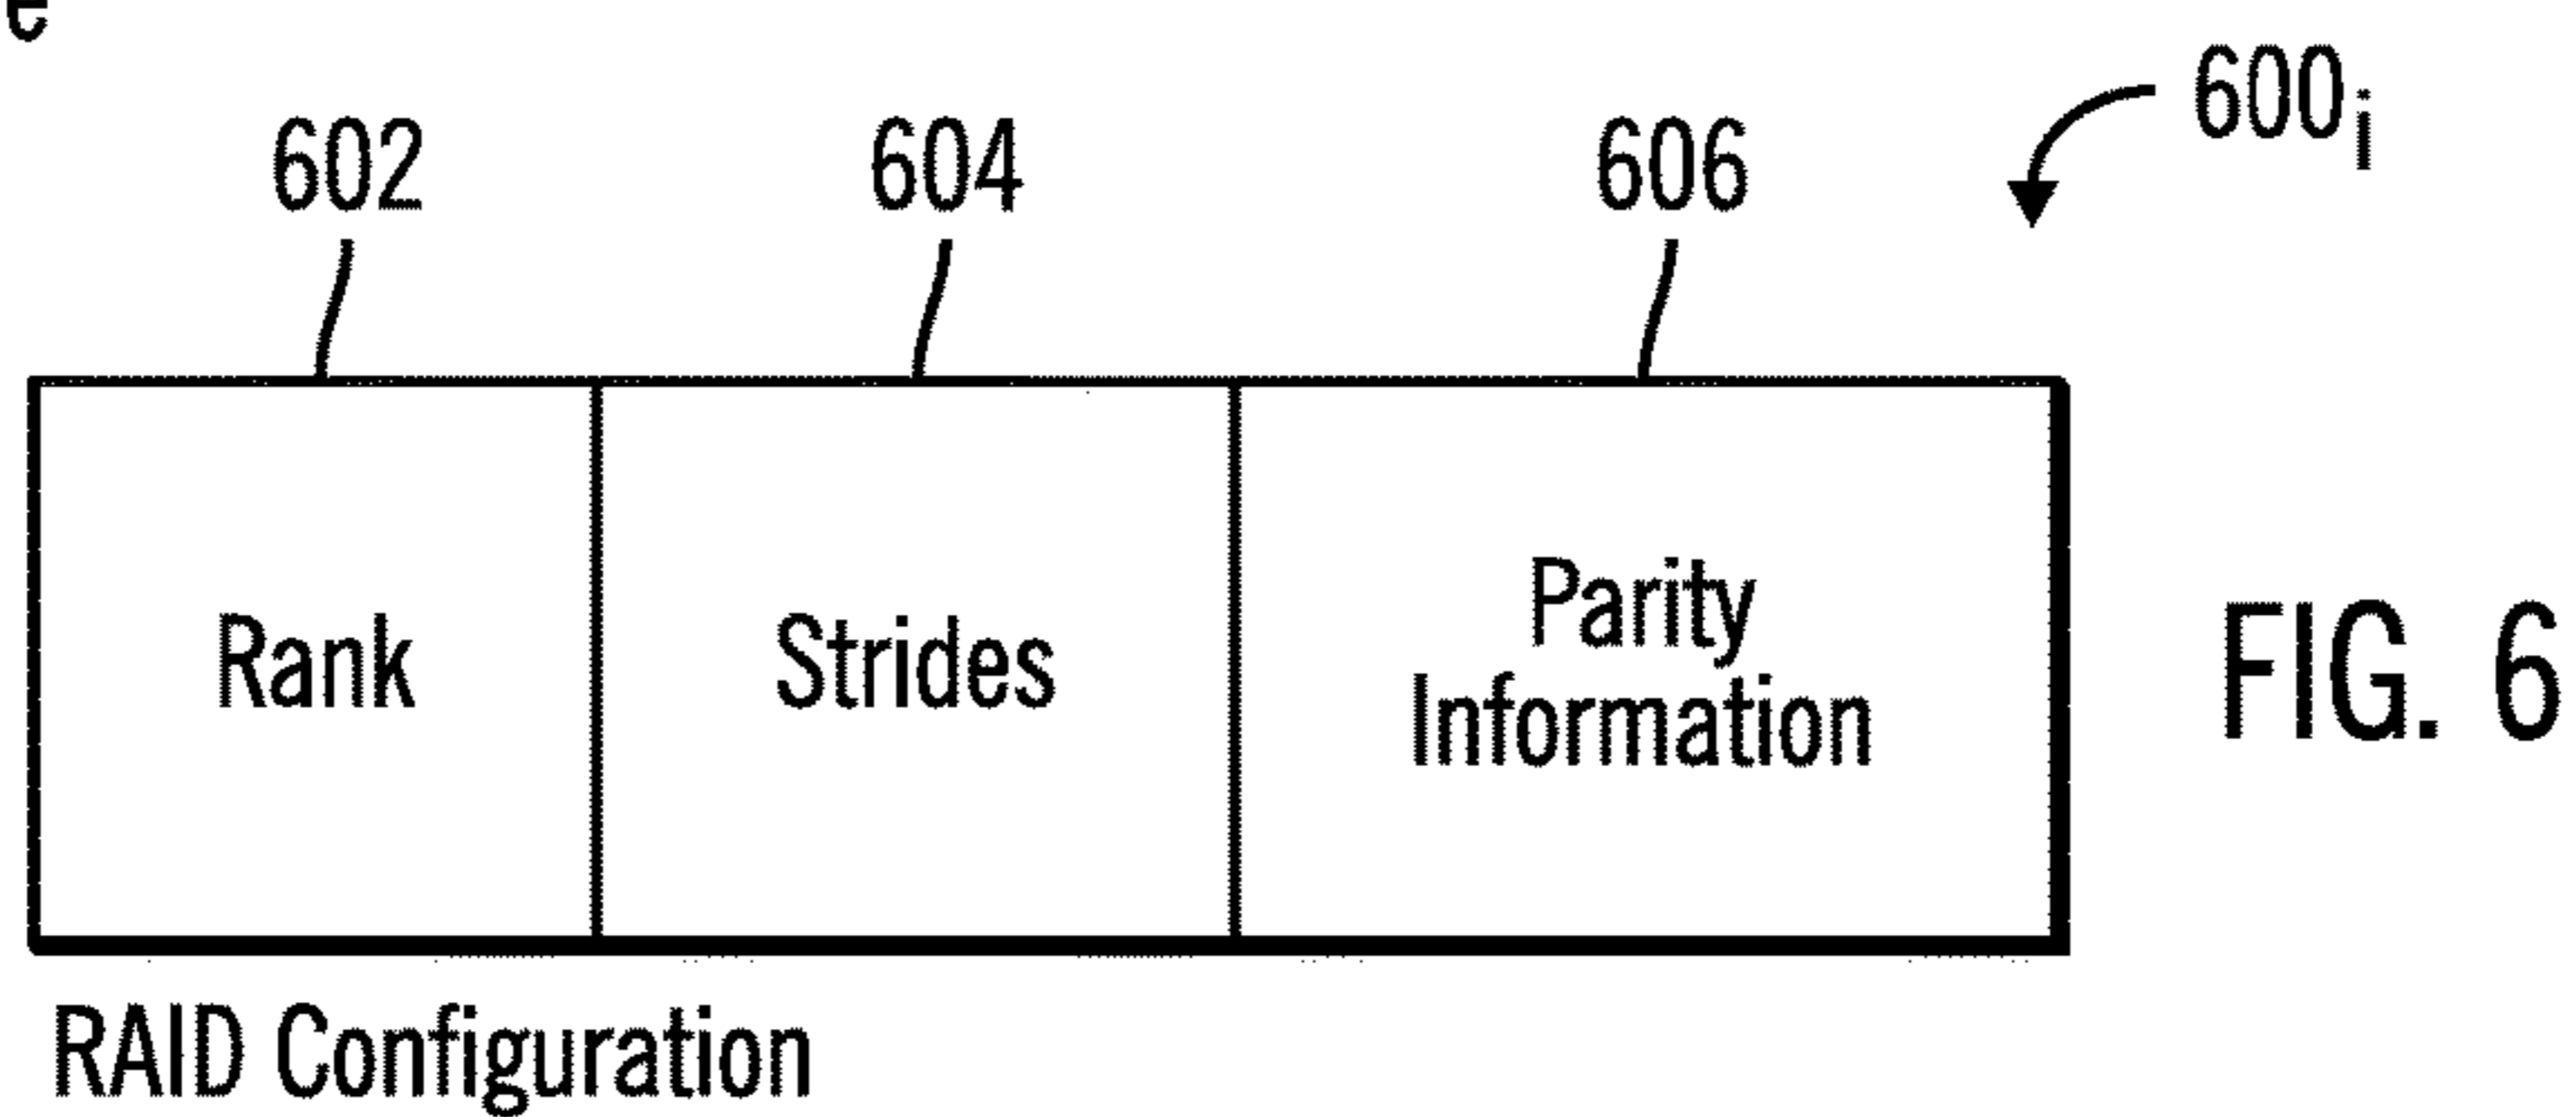 e
602 604 606 600i
Rank Strides Parity
Information
FIG. 6
RAID Configuration